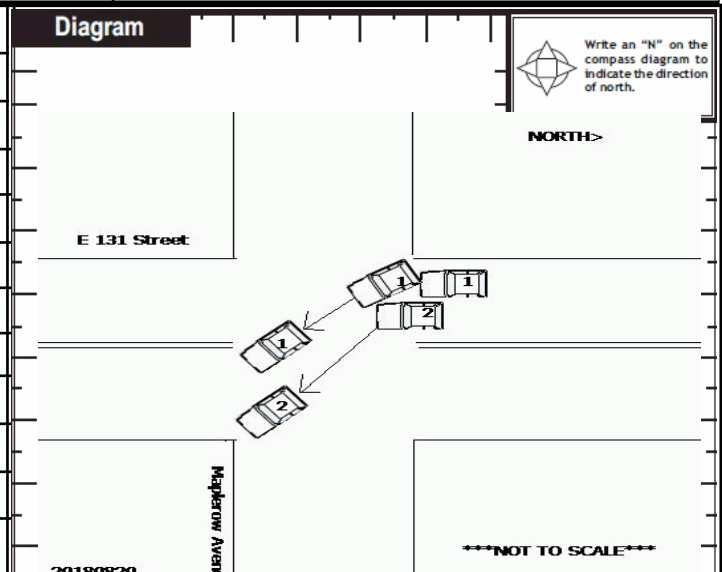 Diagram
Write an "N" on the
compass diagram to
indicate the direction
of north.
NORTH>
E 131 Street
1
1
2
1
2
Maplerow Aven
***NOT TO SCALE***
20180820